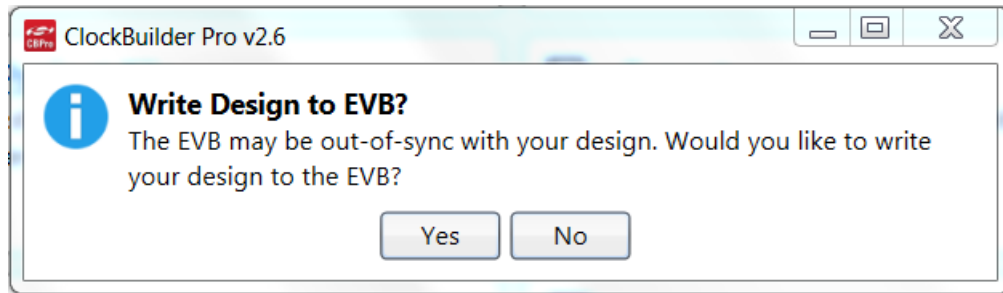 CBPro ClockBuilder Pro v2.6
Write Design to EVB?
The EVB may be out-of-sync with your design. Would you like to write
your design to the EVB?
Yes No